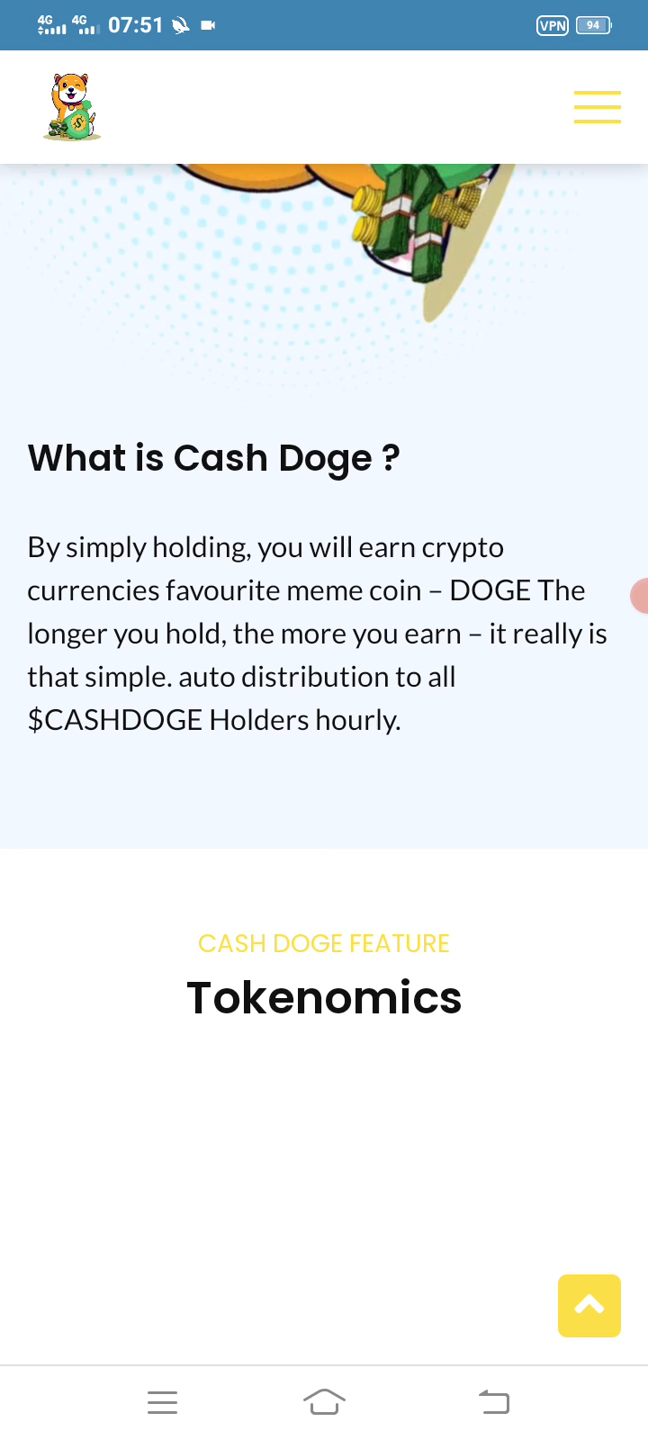 4G 4G 07:51 VPN 94
What is Cash Doge ?
By simply holding, you will earn crypto
currencies favourite meme coin – DOGE The
longer you hold, the more you earn – it really is
that simple. auto distribution to all
$CASHDOGE Holders hourly.
CASH DOGE FEATURE
Tokenomics